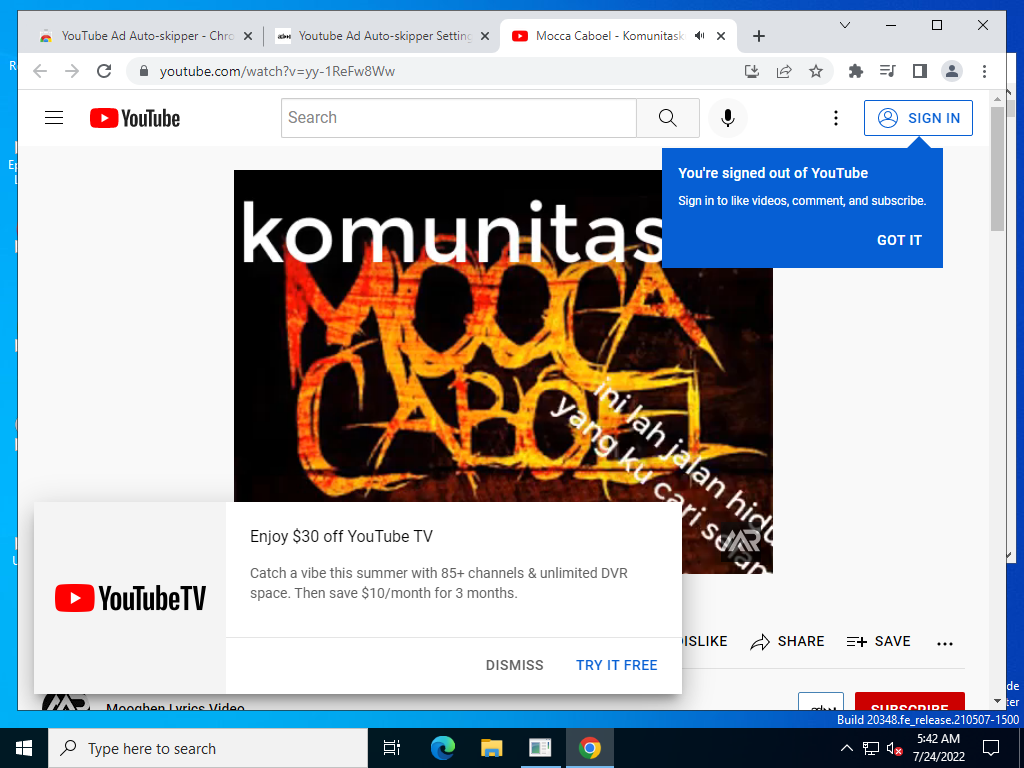 YouTube Ad Auto-skipper - Chro
Youtube Ad Auto-skipper Setting
Mocca Caboel - Komunitask
youtube.com/watch?v=yy-1ReFw8Ww
YouTube
Search
SIGN IN
You're signed out of YouTube
Sign in to like videos, comment, and subscribe.
GOT IT
komunitas
MOOCA
CABOEL
ini lah jalan hidu
yang ku cari selan
Enjoy $30 off YouTube TV
Catch a vibe this summer with 85+ channels & unlimited DVR
space. Then save $10/month for 3 months.
YouTubeTV
DISMISS
TRY IT FREE
DISLIKE
SHARE
SAVE
Mooghen Lyrics Video
SUBSCRIBE
Build 20348.fe_release.210507-1500
Type here to search
5:42 AM
7/24/2022